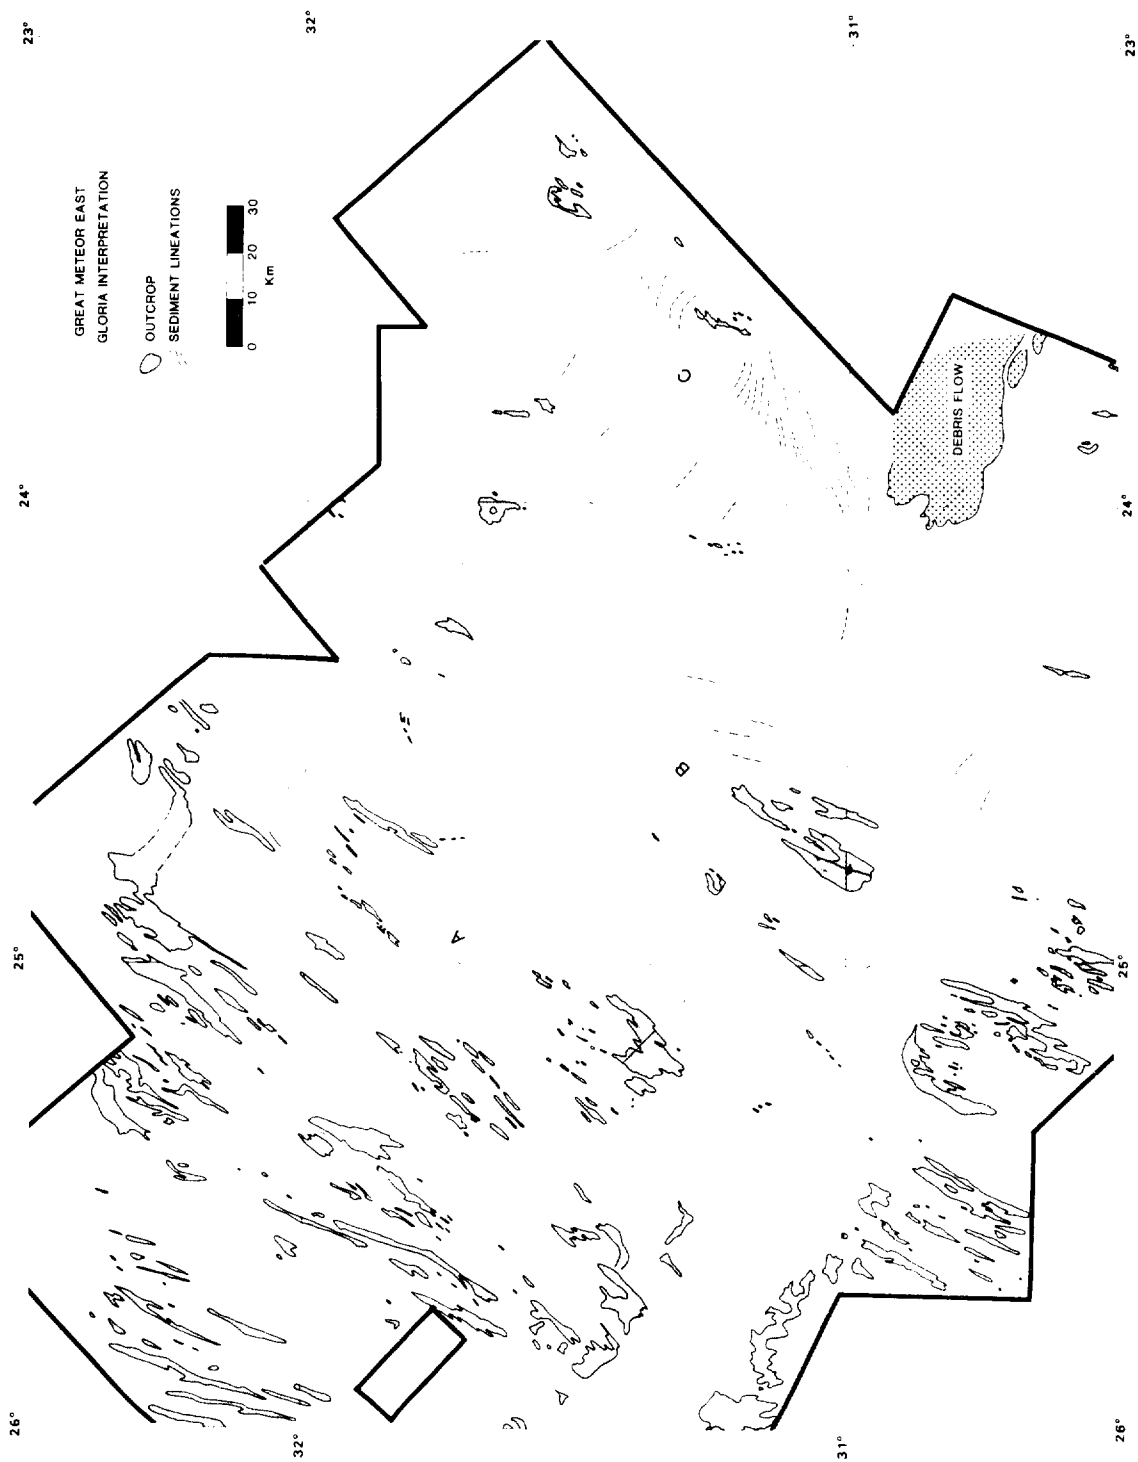 GREAT METEOR EAST
GLORIA INTERPRETATION
OUTCROP
SEDIMENT LINEATIONS
0 10 20 30
Km
26°
25°
24°
23°
32°
32°
A
B
C
DEBRIS FLOW
31°
31°
26°
25°
24°
23°